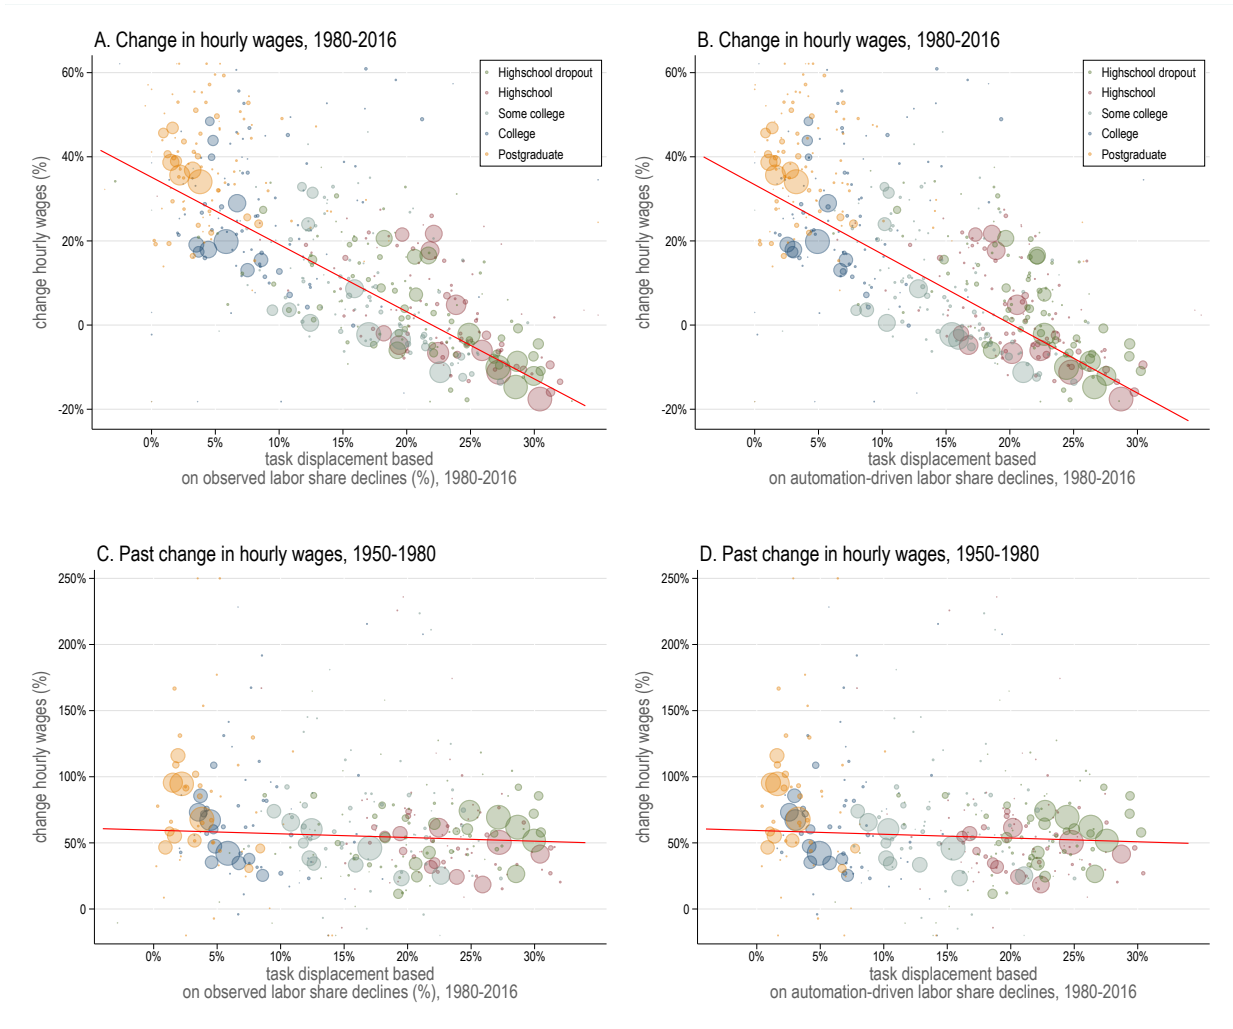 A. Change in hourly wages, 1980-2016
60%
40%
20%
0
-20%
change hourly wages (%)
Highschool dropout
Highschool
Some college
College
Postgraduate
0%
5%
10%
15%
20%
25%
30%
task displacement based
on observed labor share declines (%), 1980-2016
B. Change in hourly wages, 1980-2016
60%
40%
20%
0
-20%
change hourly wages (%)
Highschool dropout
Highschool
Some college
College
Postgraduate
0%
5%
10%
15%
20%
25%
30%
task displacement based
on automation-driven labor share declines, 1980-2016
C. Past change in hourly wages, 1950-1980
250%
200%
150%
100%
50%
0
change hourly wages (%)
0%
5%
10%
15%
20%
25%
30%
task displacement based
on observed labor share declines (%), 1980-2016
D. Past change in hourly wages, 1950-1980
250%
200%
150%
100%
50%
0
change hourly wages (%)
0%
5%
10%
15%
20%
25%
30%
task displacement based
on automation-driven labor share declines, 1980-2016